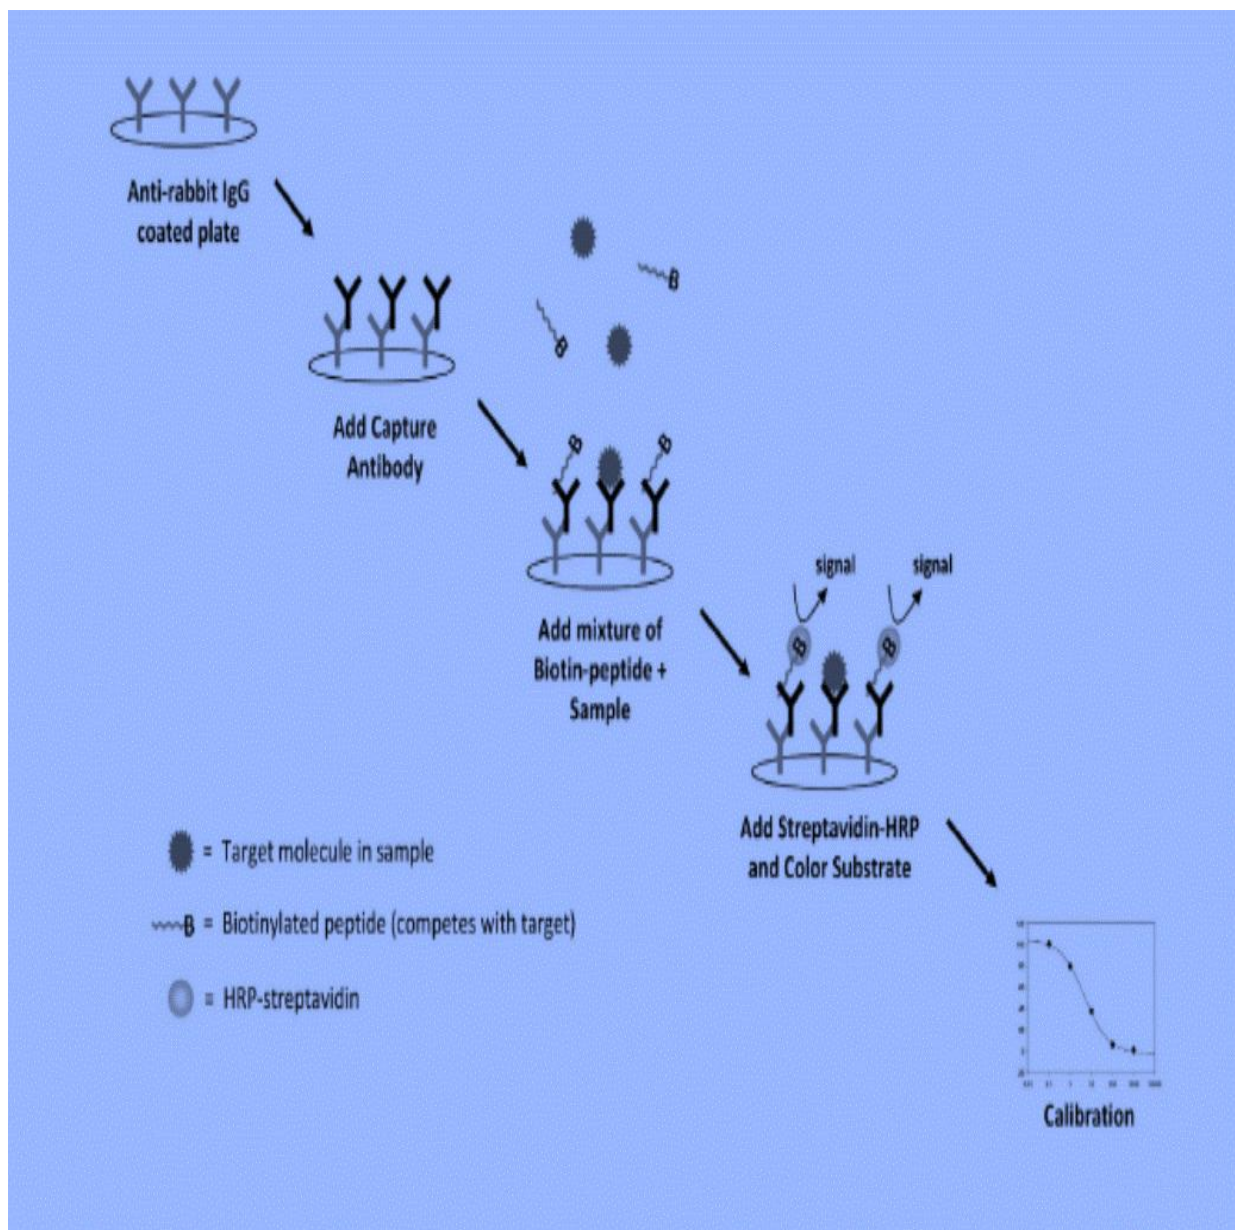 Anti-rabbit IgG
coated plate
B
B
Add Capture
Antibody
B
B
Add mixture of
Biotin-peptide +
Sample
signal
signal
B
B
Add Streptavidin-HRP
and Color Substrate
= Target molecule in sample
B = Biotinylated peptide (competes with target)
= HRP-streptavidin
Calibration